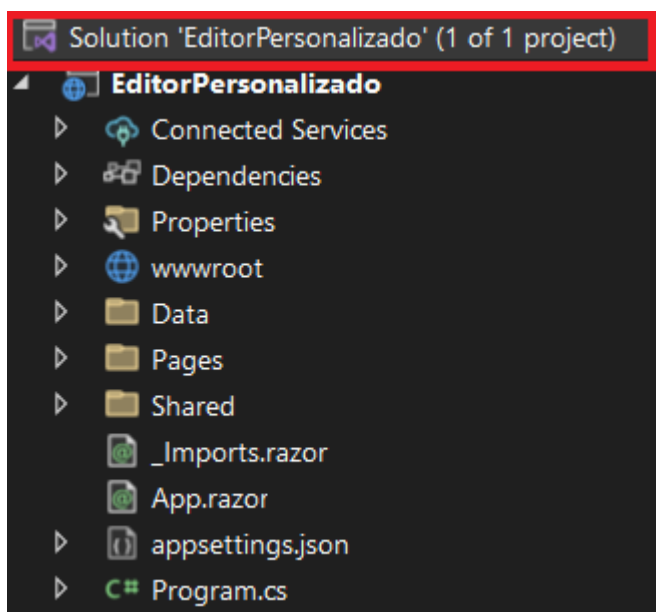 Solution 'EditorPersonalizado' (1 of 1 project)
EditorPersonalizado
Connected Services
Dependencies
Properties
wwwroot
Data
Pages
Shared
_Imports.razor
App.razor
appsettings.json
C# Program.cs